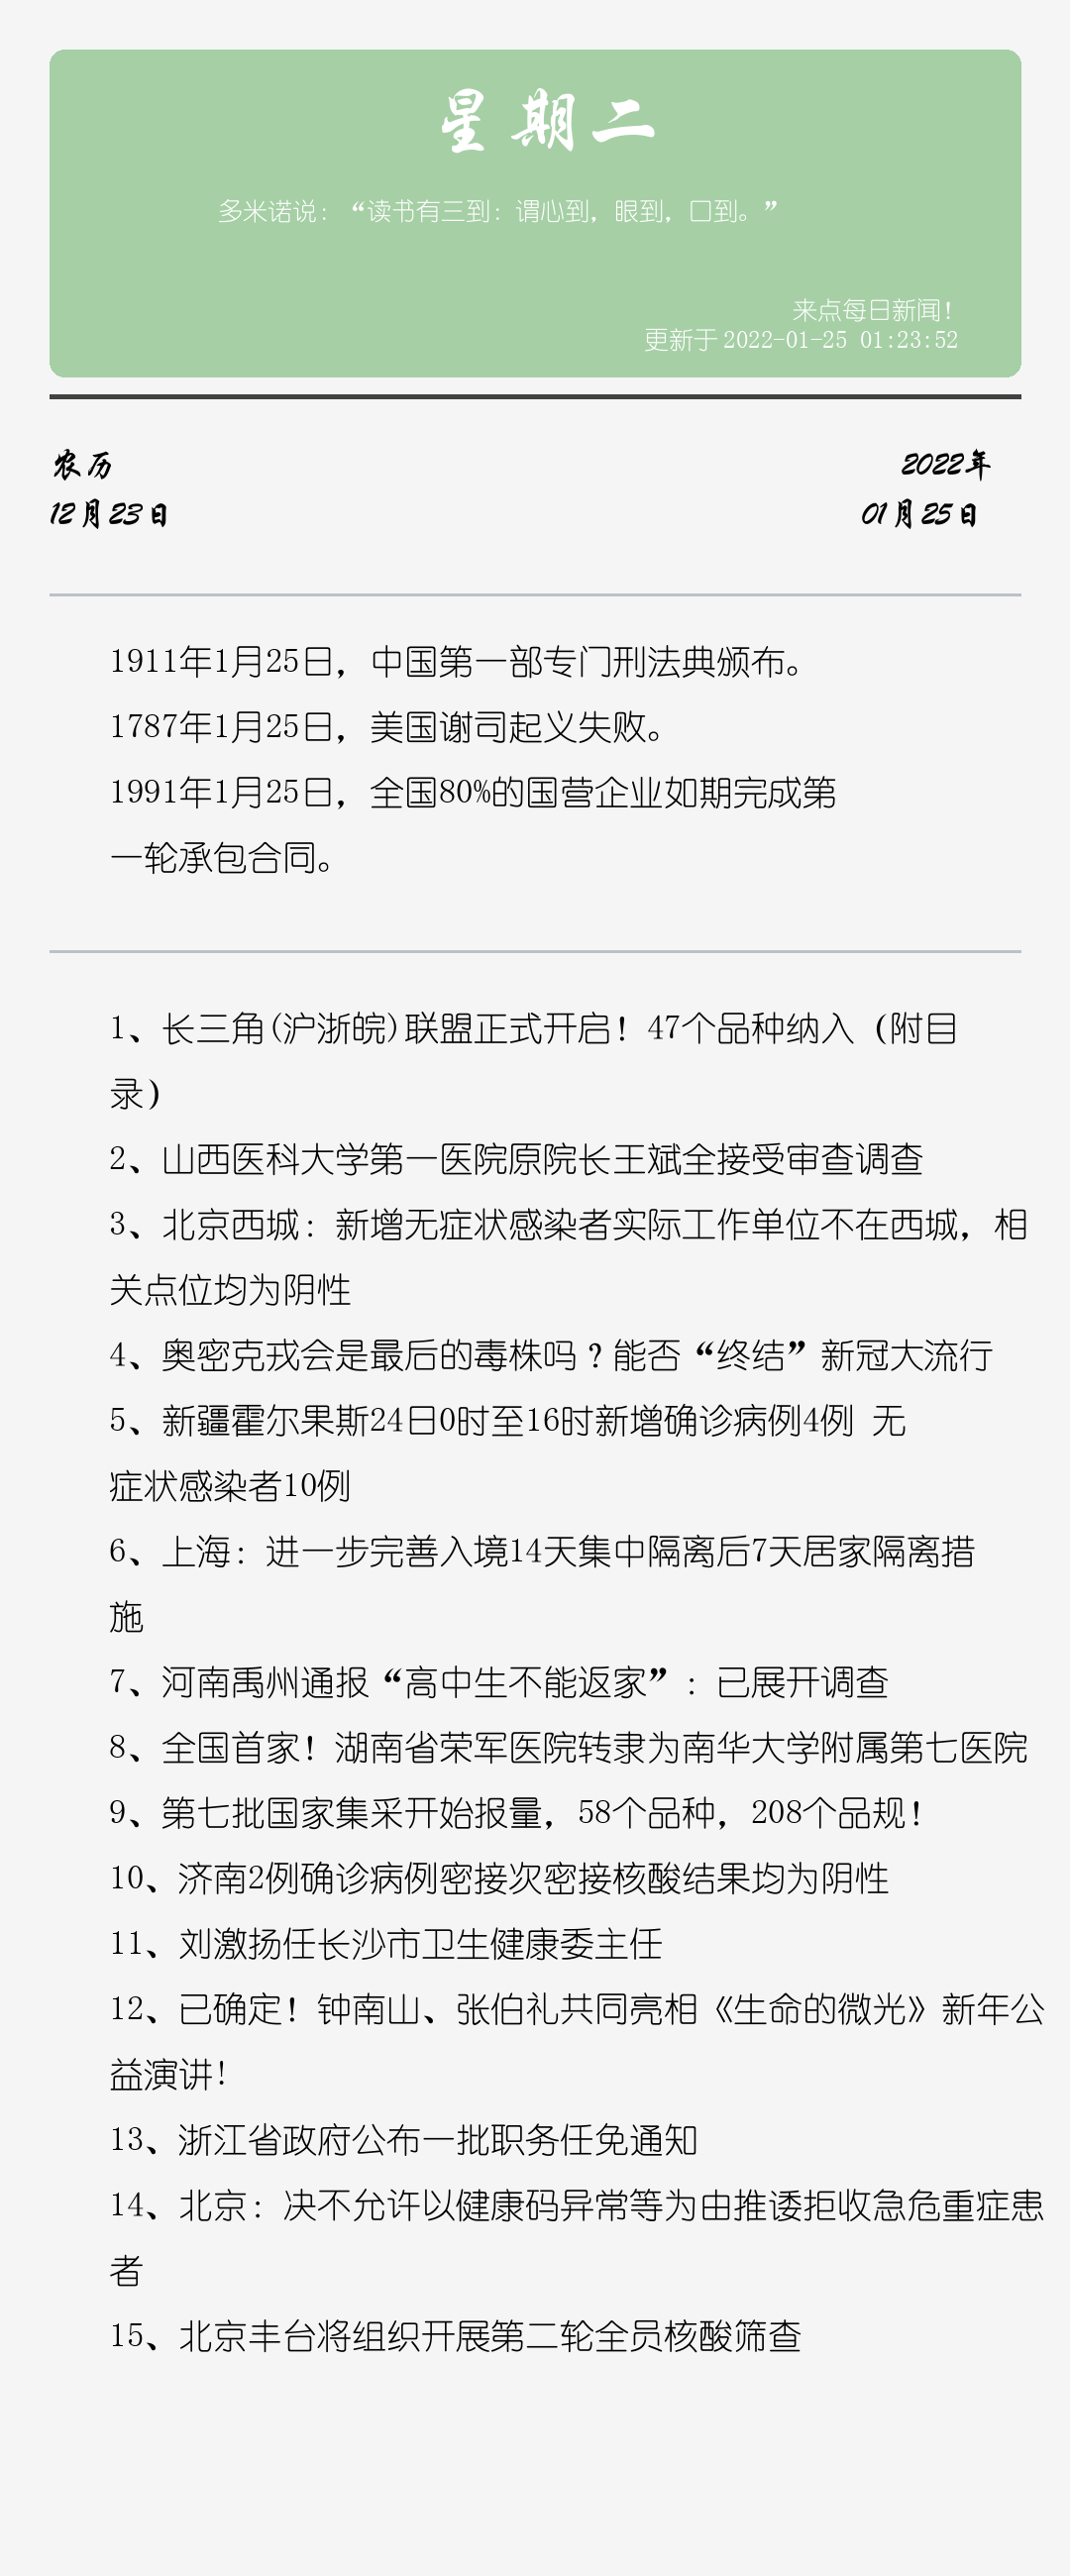 星期二
多米诺说：“读书有三到：谓心到，眼到，口到。”
来点每日新闻！
更新于 2022-01-25 01:23:52
农历
2022年
12月23日
01月25日
1911年1月25日，中国第一部专门刑法典颁布。
1787年1月25日，美国谢司起义失败。
1991年1月25日，全国80%的国营企业如期完成第
一轮承包合同。
1、长三角(沪浙皖)联盟正式开启！47个品种纳入（附目
录）
2、山西医科大学第一医院原院长王斌全接受审查调查
3、北京西城：新增无症状感染者实际工作单位不在西城，相
关点位均为阴性
4、奥密克戎会是最后的毒株吗？能否“终结”新冠大流行
5、新疆霍尔果斯24日0时至16时新增确诊病例4例 无
症状感染者10例
6、上海：进一步完善入境14天集中隔离后7天居家隔离措
施
7、河南禹州通报“高中生不能返家”：已展开调查
8、全国首家！湖南省荣军医院转隶为南华大学附属第七医院
9、第七批国家集采开始报量，58个品种，208个品规！
10、济南2例确诊病例密接次密接核酸结果均为阴性
11、刘激扬任长沙市卫生健康委主任
12、已确定！钟南山、张伯礼共同亮相《生命的微光》新年公
益演讲!
13、浙江省政府公布一批职务任免通知
14、北京：决不允许以健康码异常等为由推诿拒收急危重症患
者
15、北京丰台将组织开展第二轮全员核酸筛查